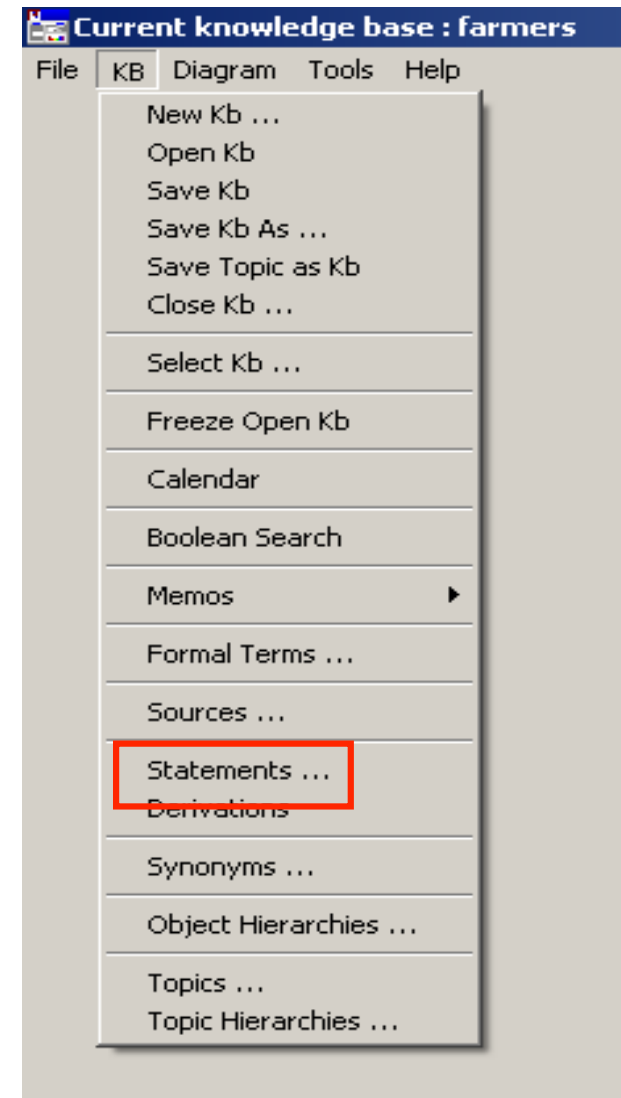 Current knowledge base : farmers
File KB Diagram Tools Help
New Kb ...
Open Kb
Save Kb
Save Kb As ...
Save Topic as Kb
Close Kb ...
Select Kb ...
Freeze Open Kb
Calendar
Boolean Search
Memos
Formal Terms ...
Sources ...
Statements ...
Derivations
Synonyms ...
Object Hierarchies ...
Topics ...
Topic Hierarchies ...